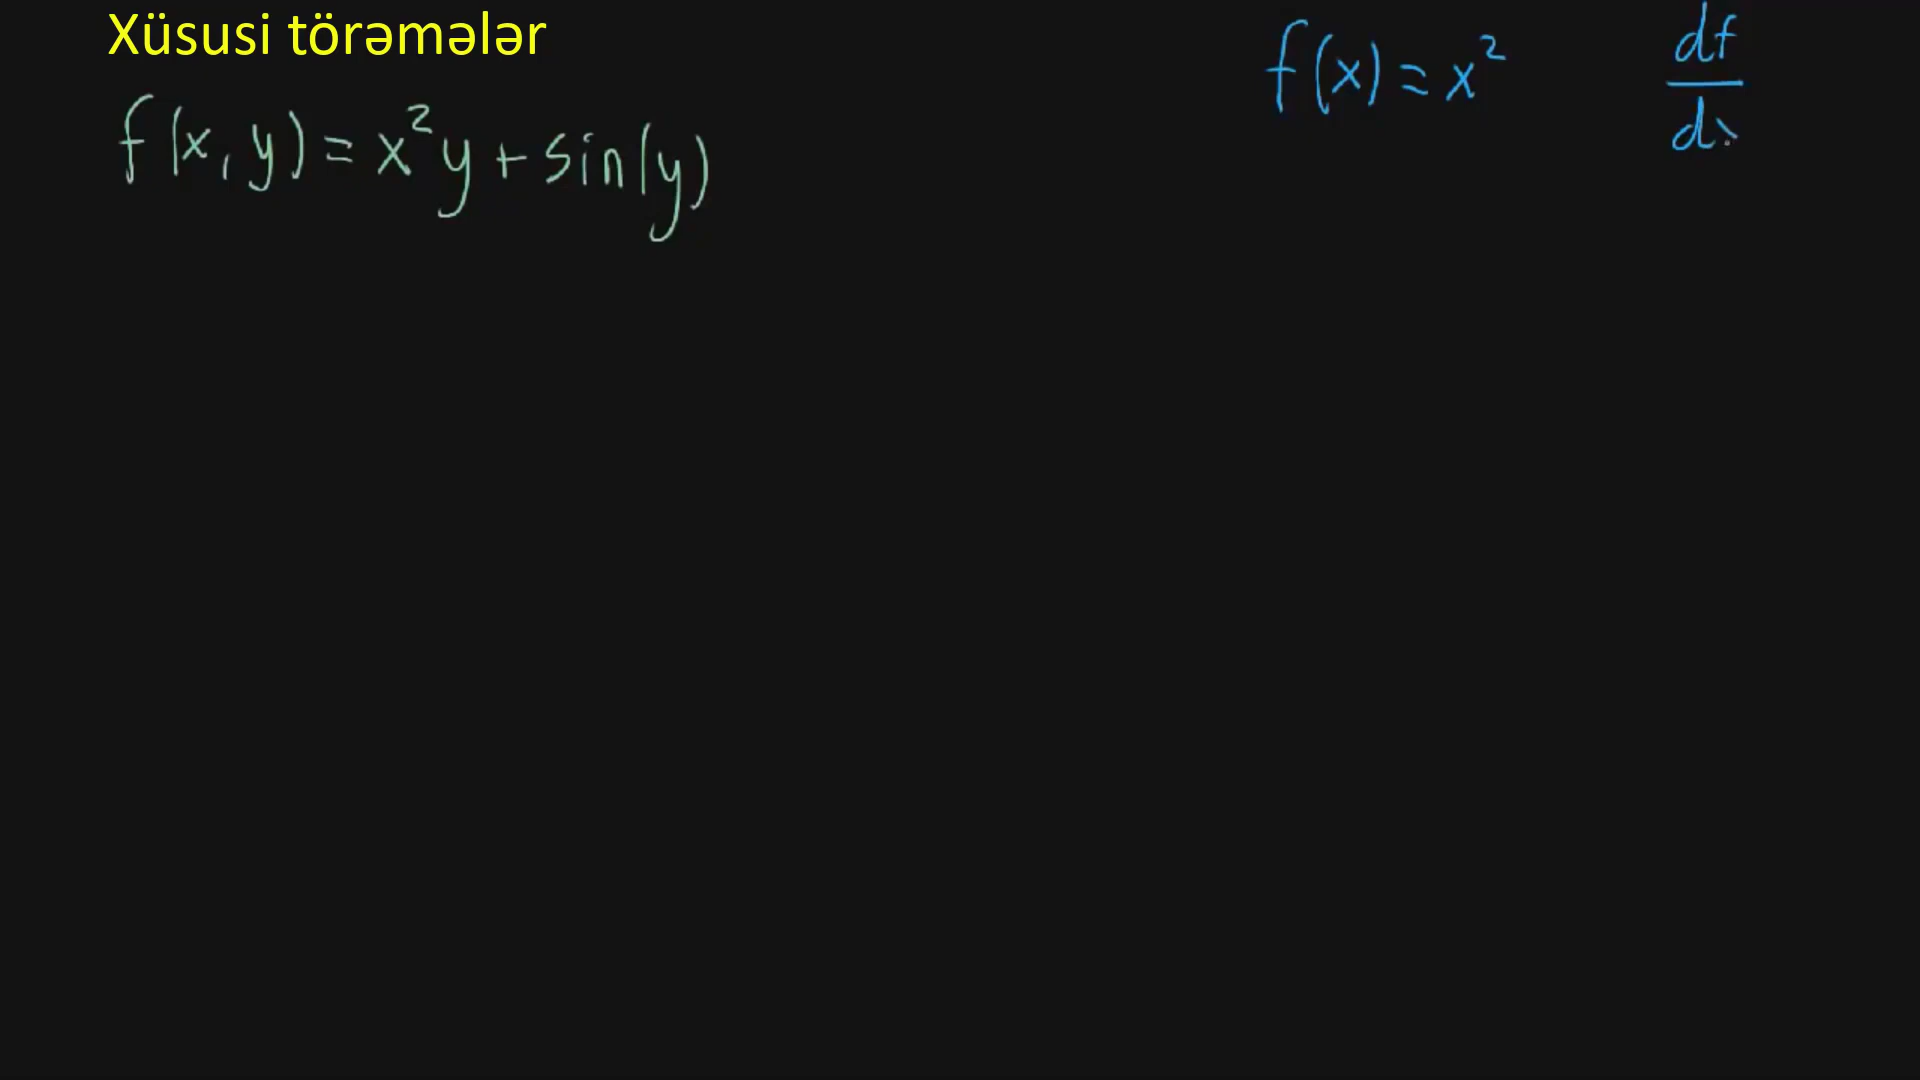 Xüsusi törəmələr
f(x, y) = x²y + sin(y)
f(x) = x²
df
d